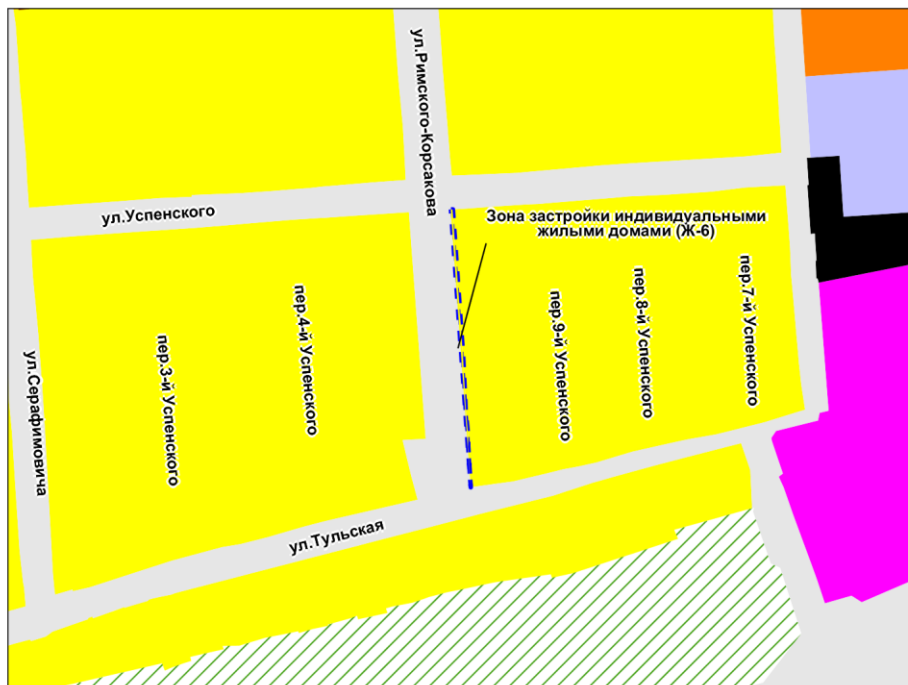 ул.Римского-Корсакова
ул.Успенского
Зона застройки индивидуальными
жилыми домами (Ж-6)
пер.7-й Успенского
пер.8-й Успенского
пер.9-й Успенского
пер.4-й Успенского
пер.3-й Успенского
ул.Серафимовича
ул.Тульская